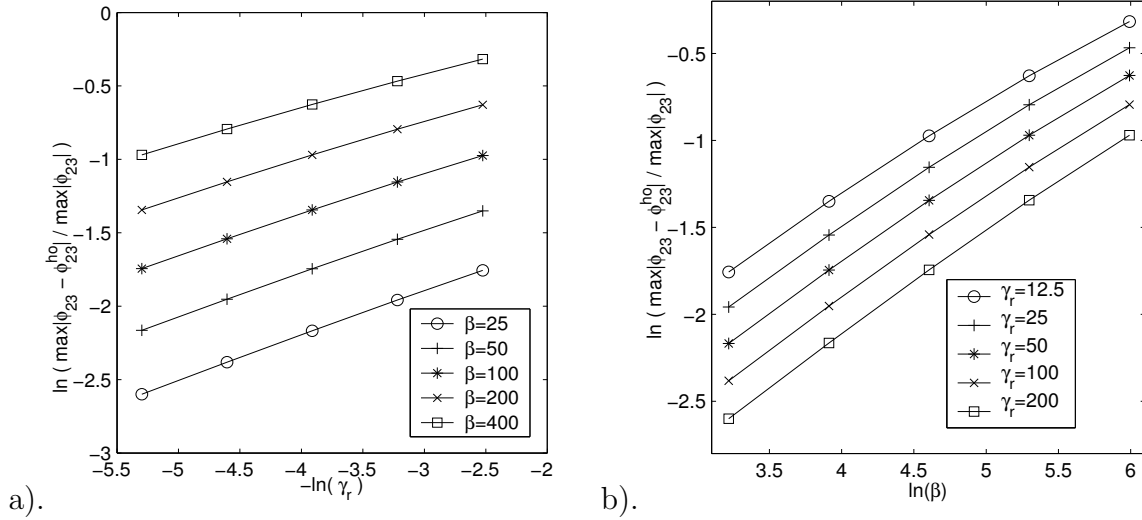 0
−0.5
−1
−1.5
−2
−2.5
−3
ln ( max|ϕ₂₃ − ϕ₂₃ʰᵒ| / max|ϕ₂₃| )
β=25
β=50
β=100
β=200
β=400
−5.5 −5 −4.5 −4 −3.5 −3 −2.5 −2
−ln( γᵣ )
a).
−0.5
−1
−1.5
−2
−2.5
ln ( max|ϕ₂₃ − ϕ₂₃ʰᵒ| / max|ϕ₂₃| )
γᵣ=12.5
γᵣ=25
γᵣ=50
γᵣ=100
γᵣ=200
3.5 4 4.5 5 5.5 6
ln(β)
b).